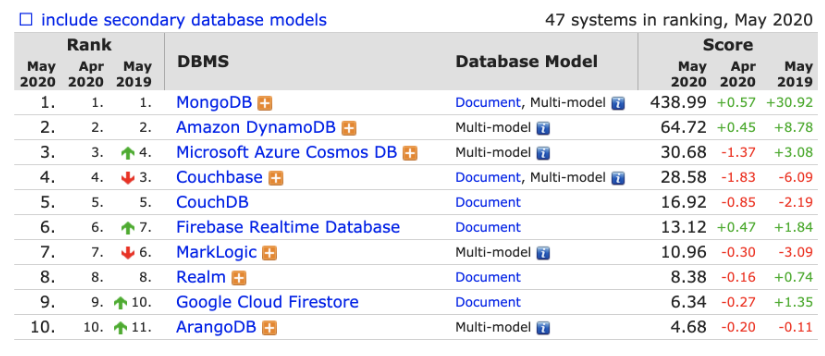 include secondary database models 47 systems in ranking, May 2020
Rank DBMS Database Model Score
May Apr May May Apr May
2020 2020 2019 2020 2020 2019
1. 1. 1. MongoDB Document, Multi-model 438.99 +0.57 +30.92
2. 2. 2. Amazon DynamoDB Multi-model 64.72 +0.45 +8.78
3. 3. 4. Microsoft Azure Cosmos DB Multi-model 30.68 -1.37 +3.08
4. 4. 3. Couchbase Document, Multi-model 28.58 -1.83 -6.09
5. 5. 5. CouchDB Document 16.92 -0.85 -2.19
6. 6. 7. Firebase Realtime Database Document 13.12 +0.47 +1.84
7. 7. 6. MarkLogic Multi-model 10.96 -0.30 -3.09
8. 8. 8. Realm Document 8.38 -0.16 +0.74
9. 9. 10. Google Cloud Firestore Document 6.34 -0.27 +1.35
10. 10. 11. ArangoDB Multi-model 4.68 -0.20 -0.11